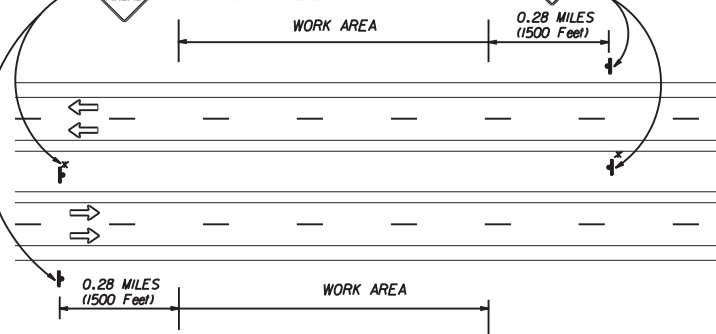 WORK AREA
0.28 MILES
(1500 Feet)
x
x
0.28 MILES
(1500 Feet)
WORK AREA